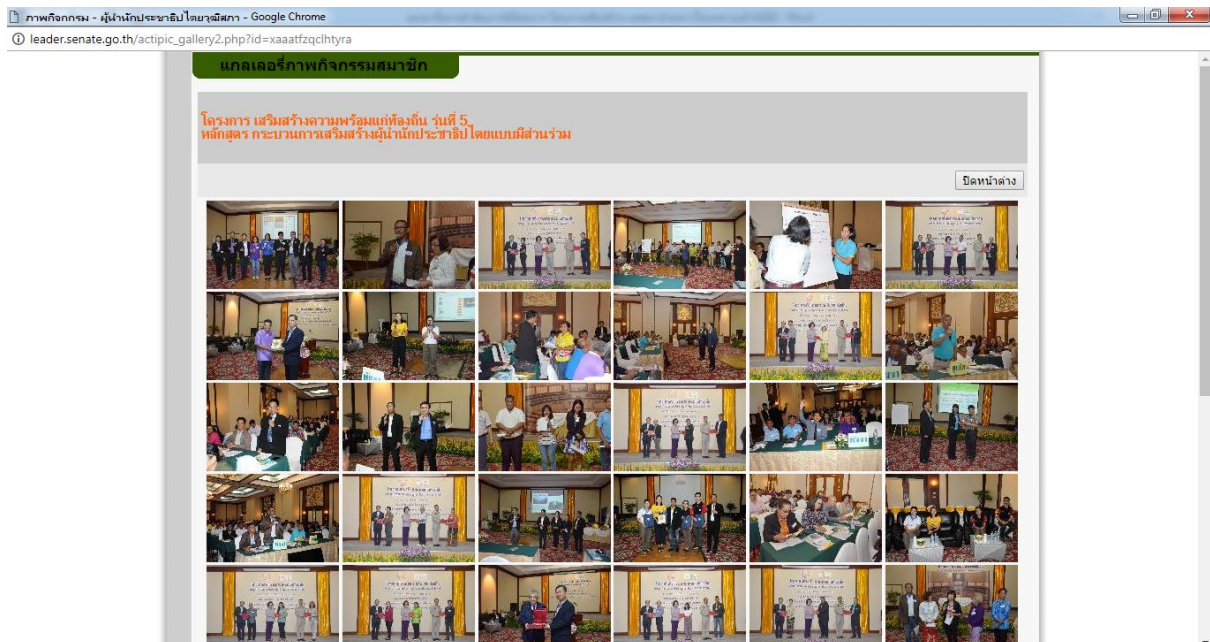 ภาพกิจกรรม - ผู้นำนักประชาธิปไตยวุฒิสภา - Google Chrome
leader.senate.go.th/actipic_gallery2.php?id=xaaatfzqclhtyra
แกลเลอรี่ภาพกิจกรรมสมาชิก
โครงการ เสริมสร้างความพร้อมแก่ท้องถิ่น รุ่นที่ 5
หลักสูตร กระบวนการเสริมสร้างผู้นำนักประชาธิปไตยแบบมีส่วนร่วม
ปิดหน้าต่าง